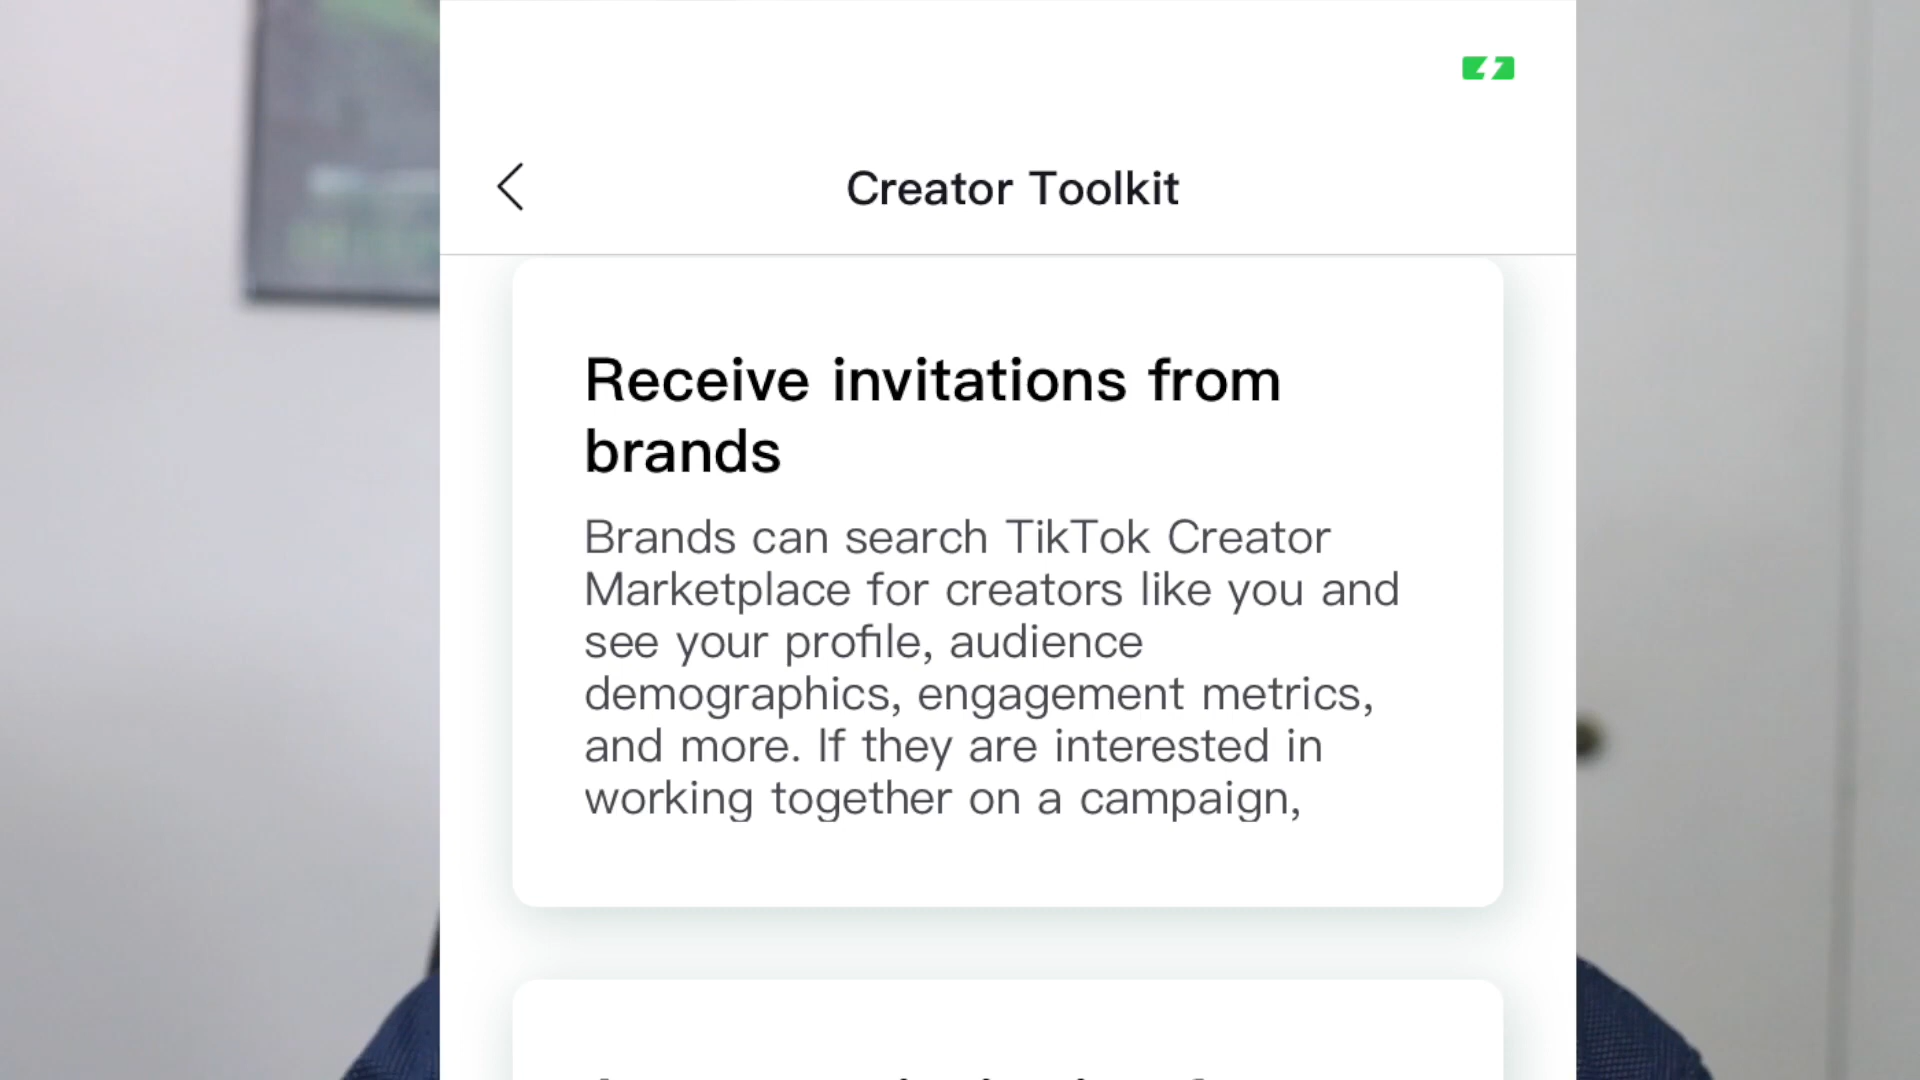 Creator Toolkit
Receive invitations from
brands
Brands can search TikTok Creator
Marketplace for creators like you and
see your profile, audience
demographics, engagement metrics,
and more. If they are interested in
working together on a campaign,